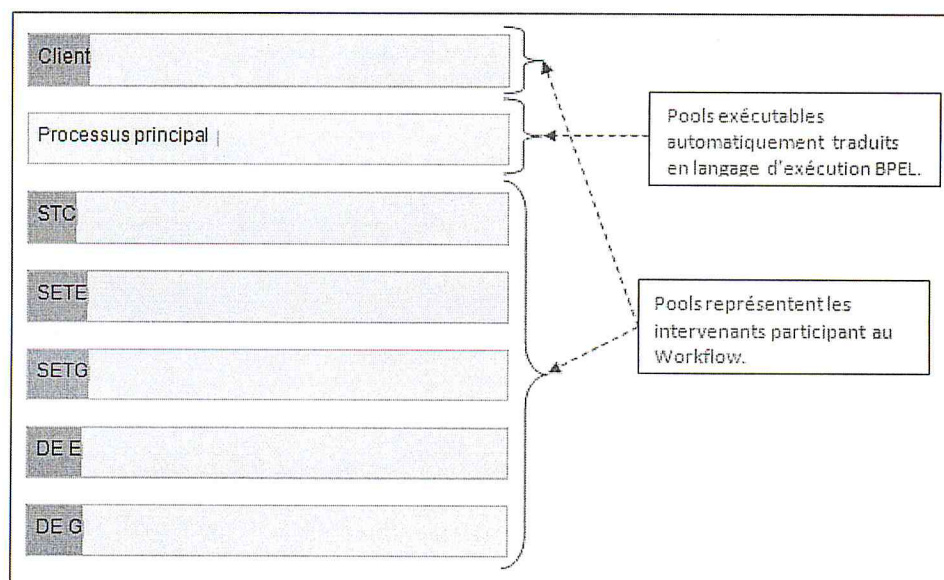 Client
Processus principal
STC
SETE
SETG
DE E
DE G
Pools exécutables
automatiquement traduits
en langage d'exécution BPEL.
Pools représentent les
intervenants participant au
Workflow.